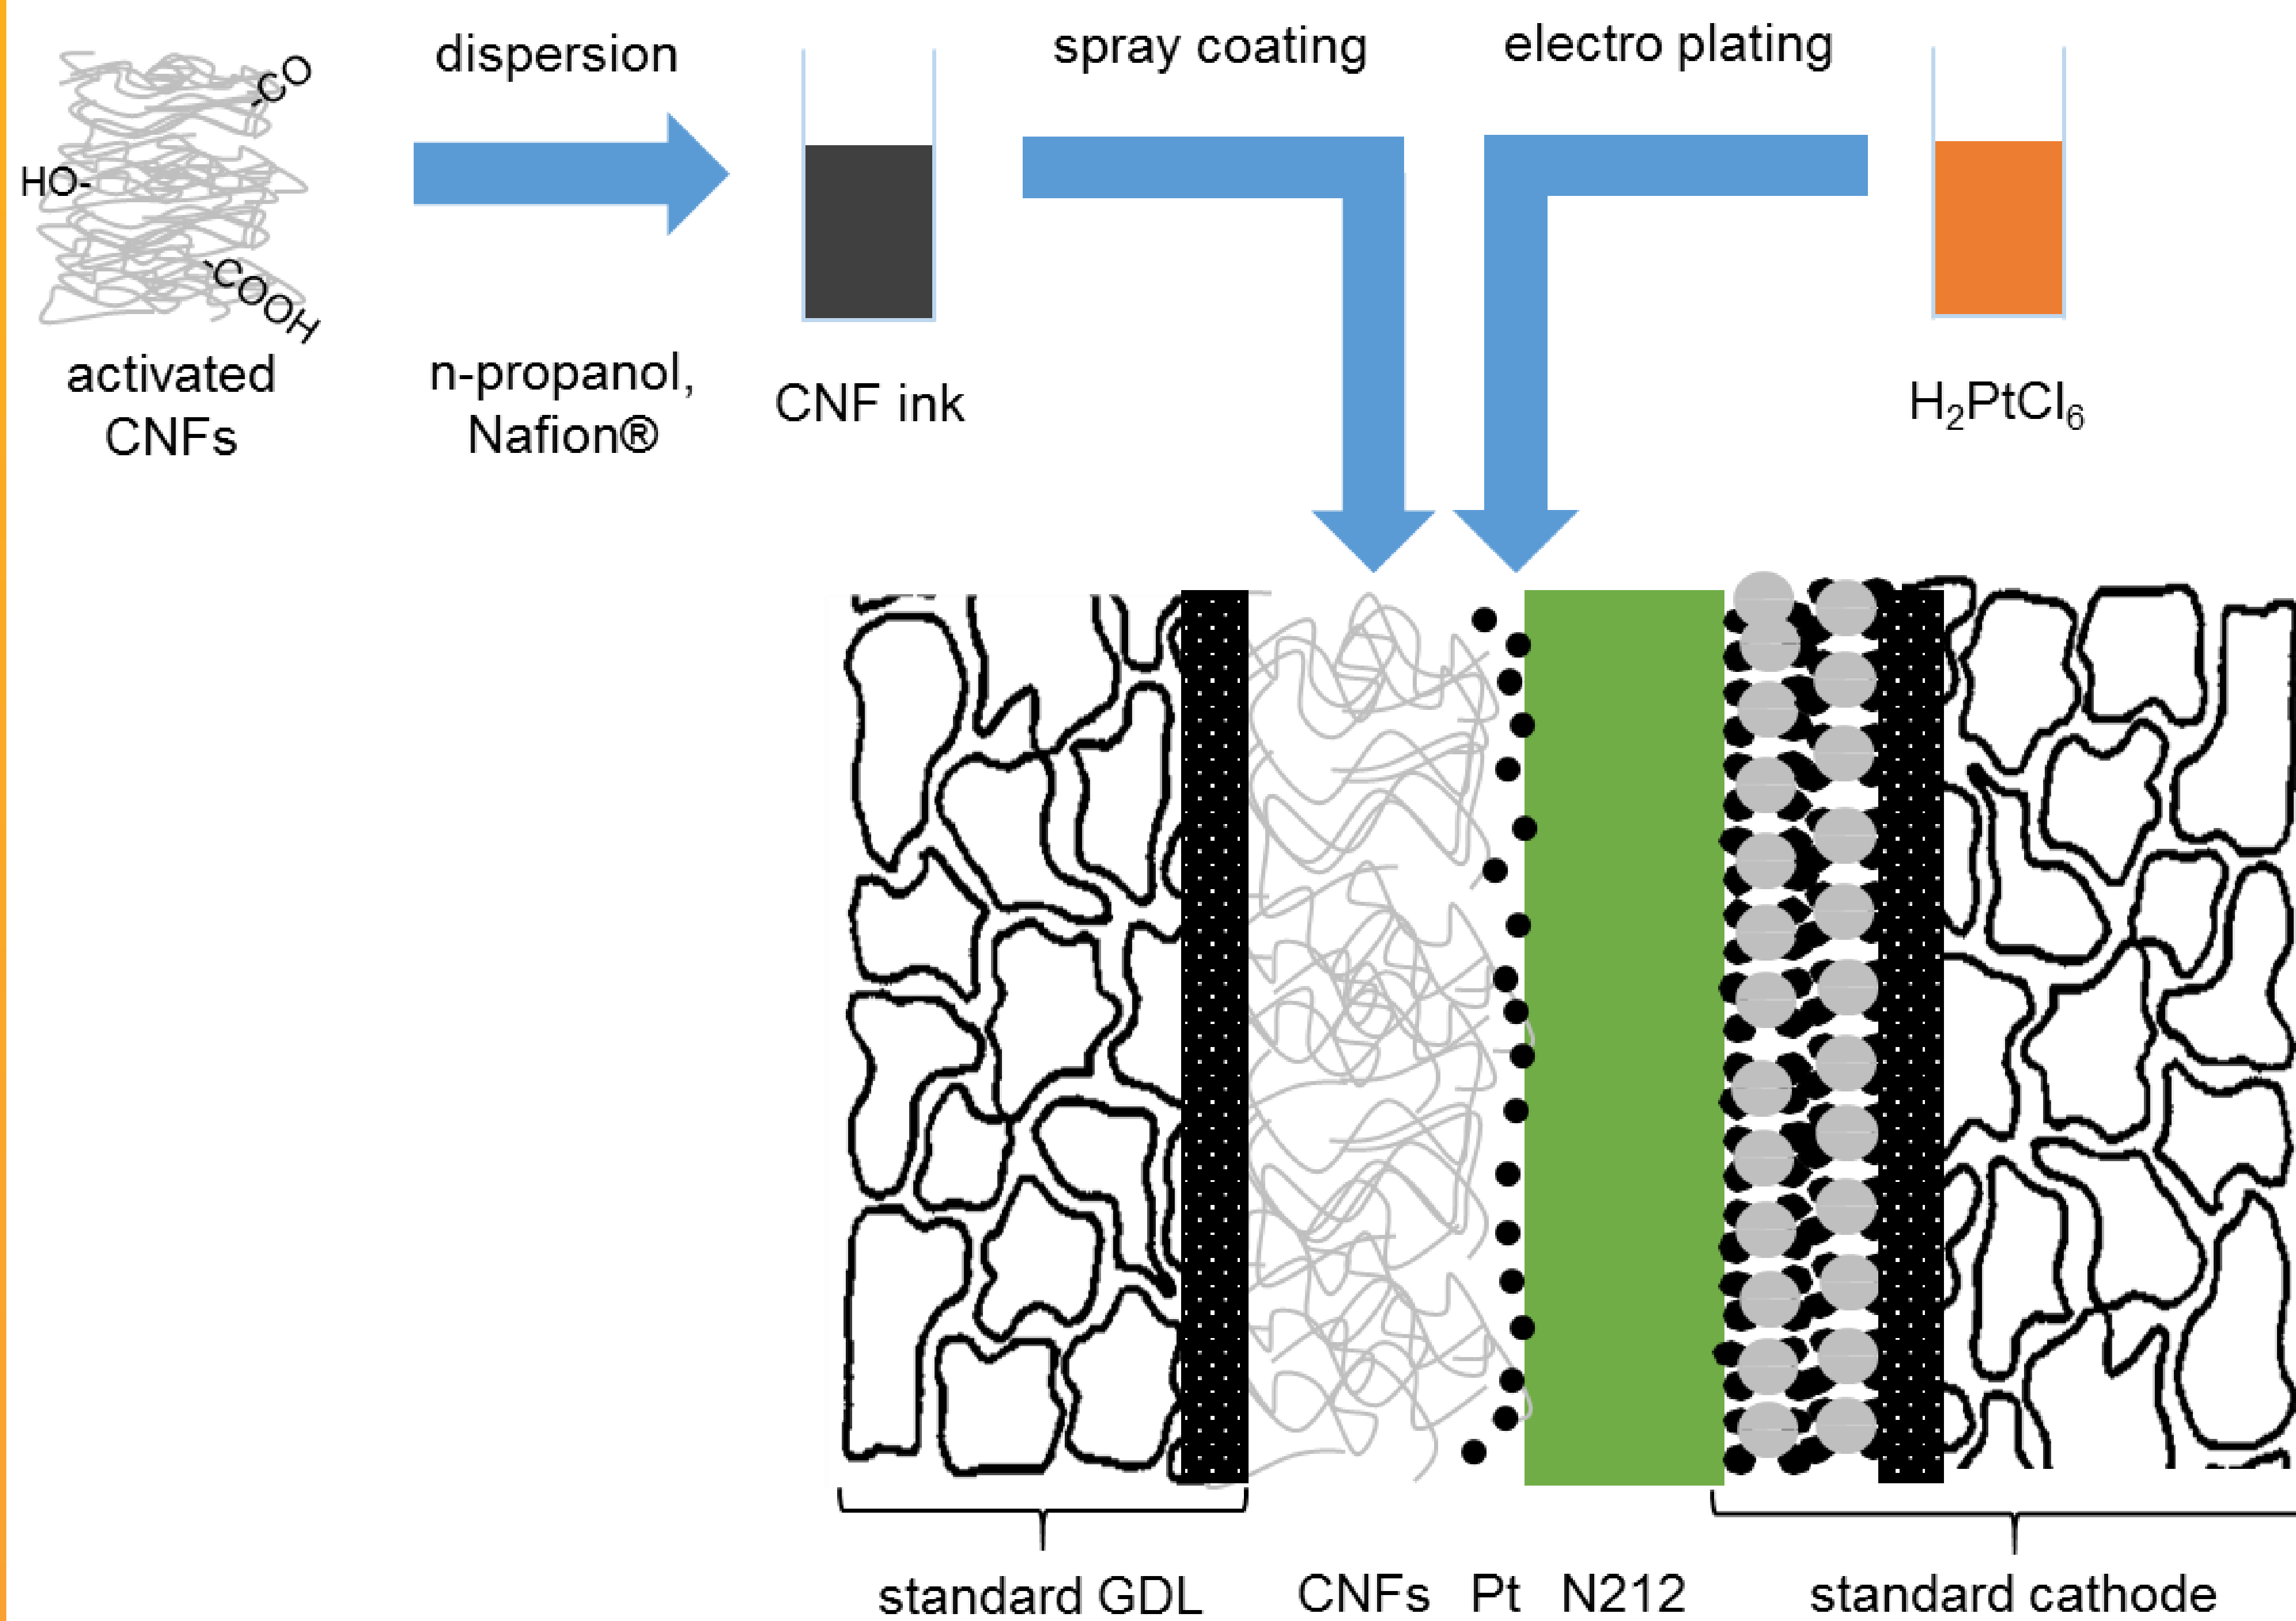 dispersion
spray coating
electro plating
-CO
HO-
-COOH
activated
CNFs
n-propanol,
Nafion®
CNF ink
H₂PtCl₆
standard GDL
CNFs
Pt
N212
standard cathode